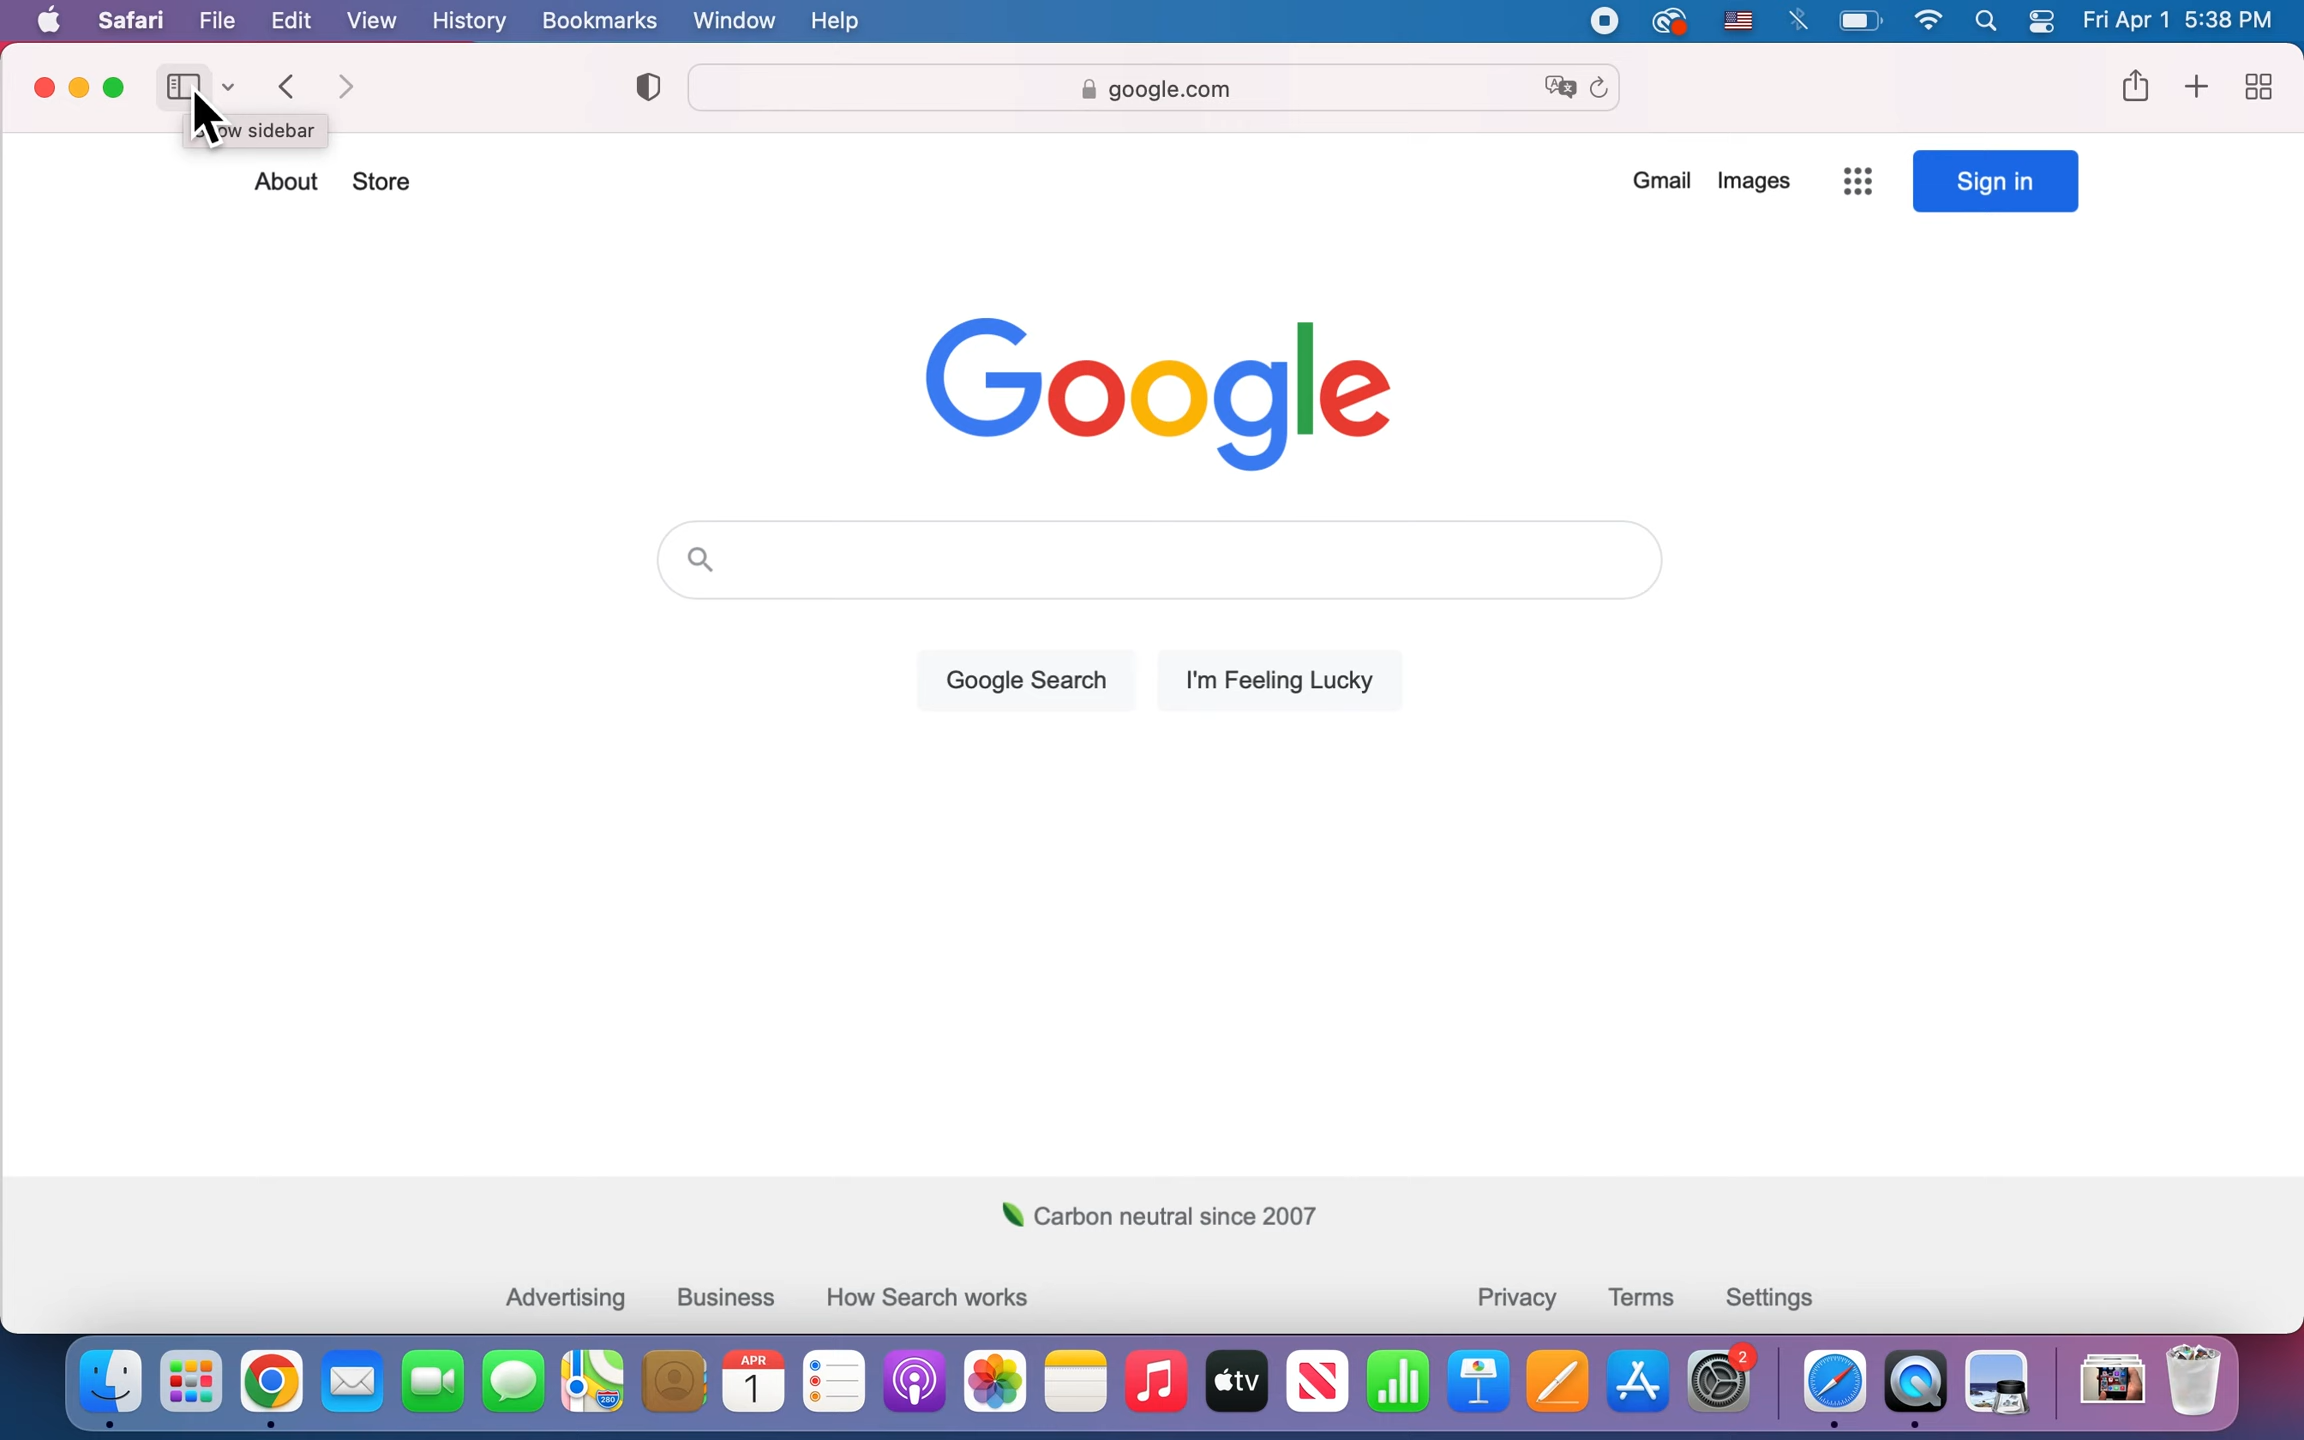 Safari File Edit View History Bookmarks Window Help Fri Apr 1 5:38 PM
google.com
sidebar
About Store Gmail Images Sign in
Google
Google Search I'm Feeling Lucky
Carbon neutral since 2007
Advertising Business How Search works Privacy Terms Settings
APR
1
280
tv
2